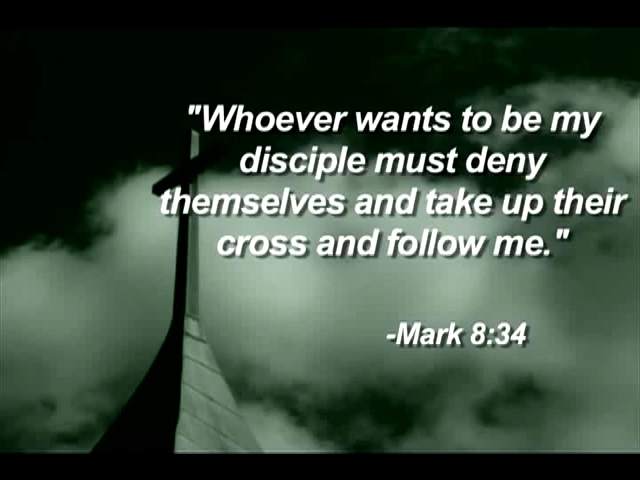 "Whoever wants to be my
disciple must deny
themselves and take up their
cross and follow me."
-Mark 8:34